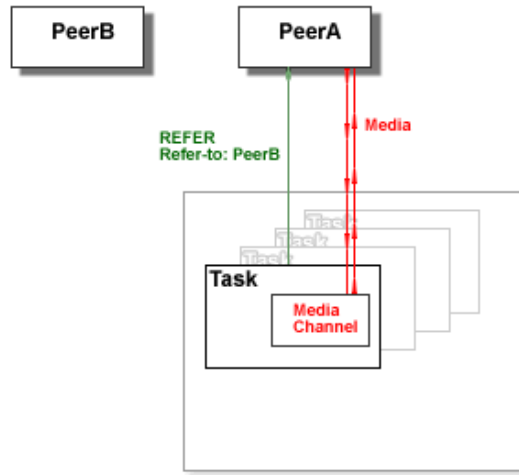 PeerB
PeerA
REFER
Refer-to: PeerB
Media
Task
Task
Task
Task
Media
Channel